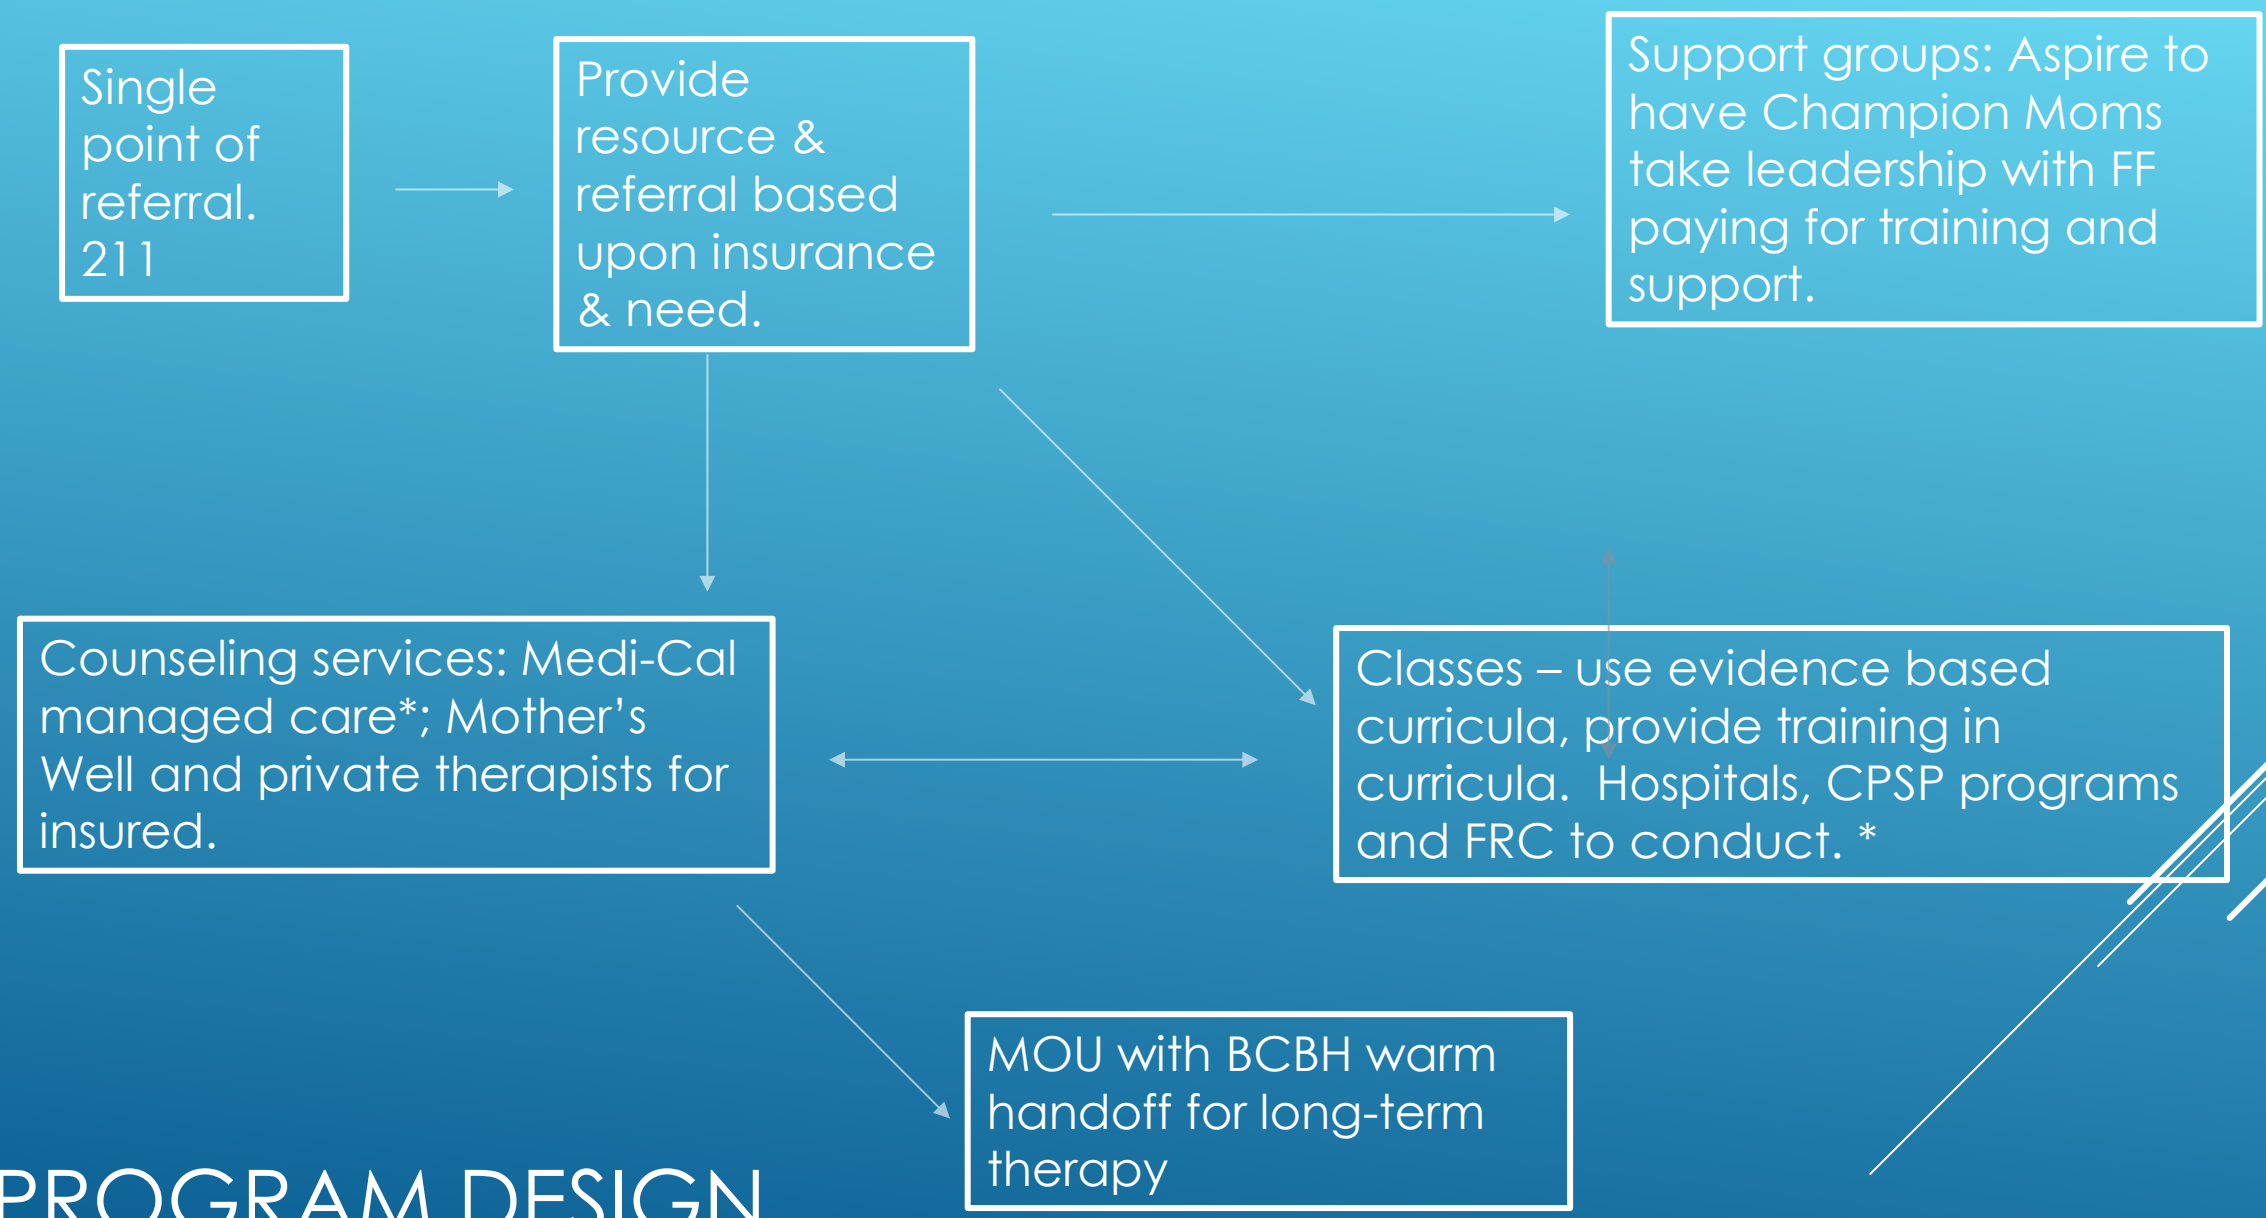 Single
point of
referral.
211
Provide
resource &
referral based
upon insurance
& need.
Support groups: Aspire to
have Champion Moms
take leadership with FF
paying for training and
support.
Counseling services: Medi-Cal
managed care*; Mother’s
Well and private therapists for
insured.
Classes – use evidence based
curricula, provide training in
curricula.  Hospitals, CPSP programs
and FRC to conduct. *
MOU with BCBH warm
handoff for long-term
therapy
PROGRAM DESIGN